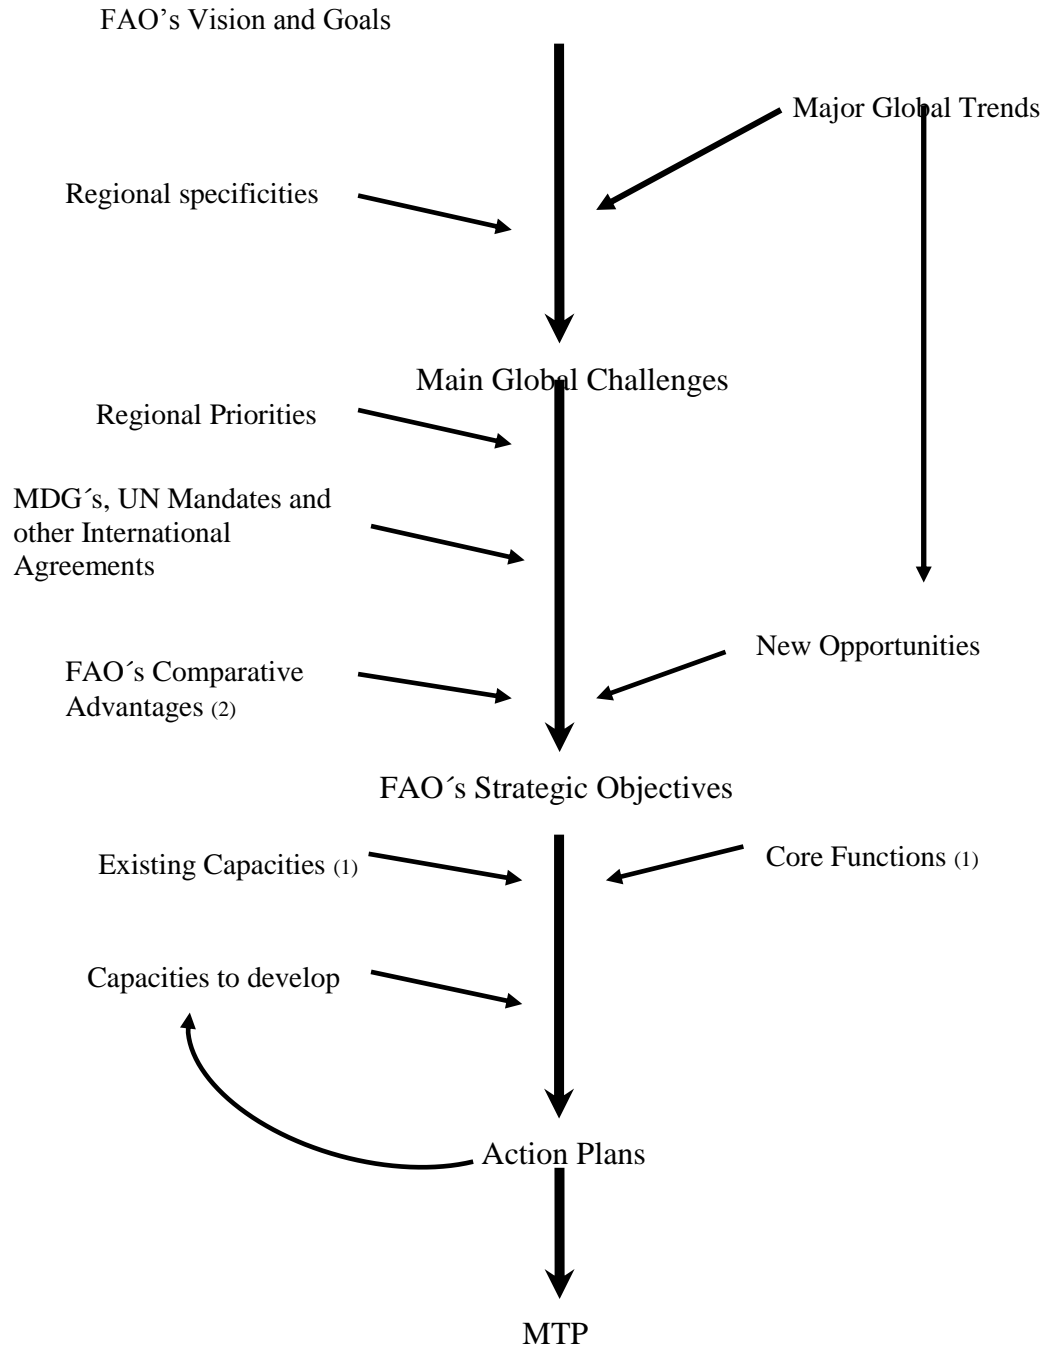 FAO’s Vision and Goals
Major Global Trends
Regional specificities
Main Global Challenges
Regional Priorities
MDG´s, UN Mandates and
other International
Agreements
New Opportunities
FAO´s Comparative
Advantages (2)
FAO´s Strategic Objectives
Existing Capacities (1)
Core Functions (1)
Capacities to develop
Action Plans
MTP